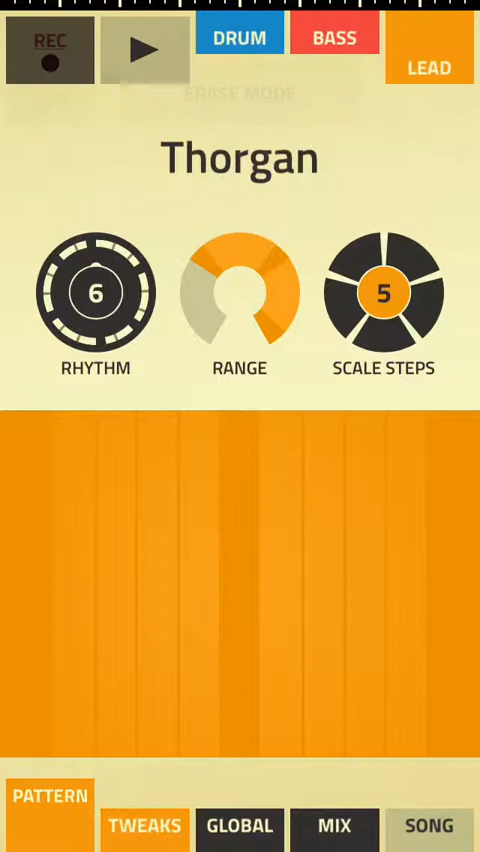 REC
DRUM
BASS
LEAD
ERASE MODE
Thorgan
6
5
RHYTHM
RANGE
SCALE STEPS
PATTERN
TWEAKS
GLOBAL
MIX
SONG